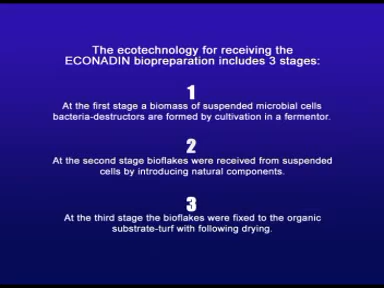 The ecotechnology for receiving the
ECONADIN biopreparation includes 3 stages:
1
At the first stage a biomass of suspended microbial cells
bacteria-destructors are formed by cultivation in a fermentor.
2
At the second stage bioflakes were received from suspended
cells by introducing natural components.
3
At the third stage the bioflakes were fixed to the organic
substrate-turf with following drying.